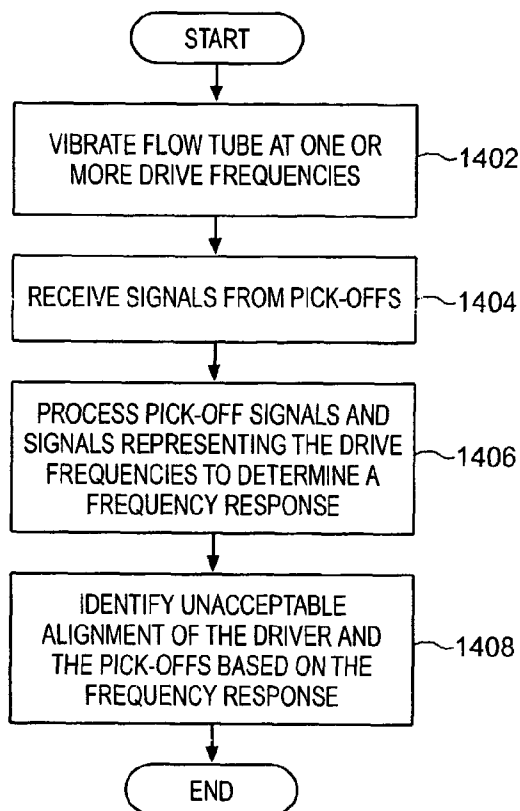 START
VIBRATE FLOW TUBE AT ONE OR
MORE DRIVE FREQUENCIES
1402
RECEIVE SIGNALS FROM PICK-OFFS
1404
PROCESS PICK-OFF SIGNALS AND
SIGNALS REPRESENTING THE DRIVE
FREQUENCIES TO DETERMINE A
FREQUENCY RESPONSE
1406
IDENTIFY UNACCEPTABLE
ALIGNMENT OF THE DRIVER AND
THE PICK-OFFS BASED ON THE
FREQUENCY RESPONSE
1408
END